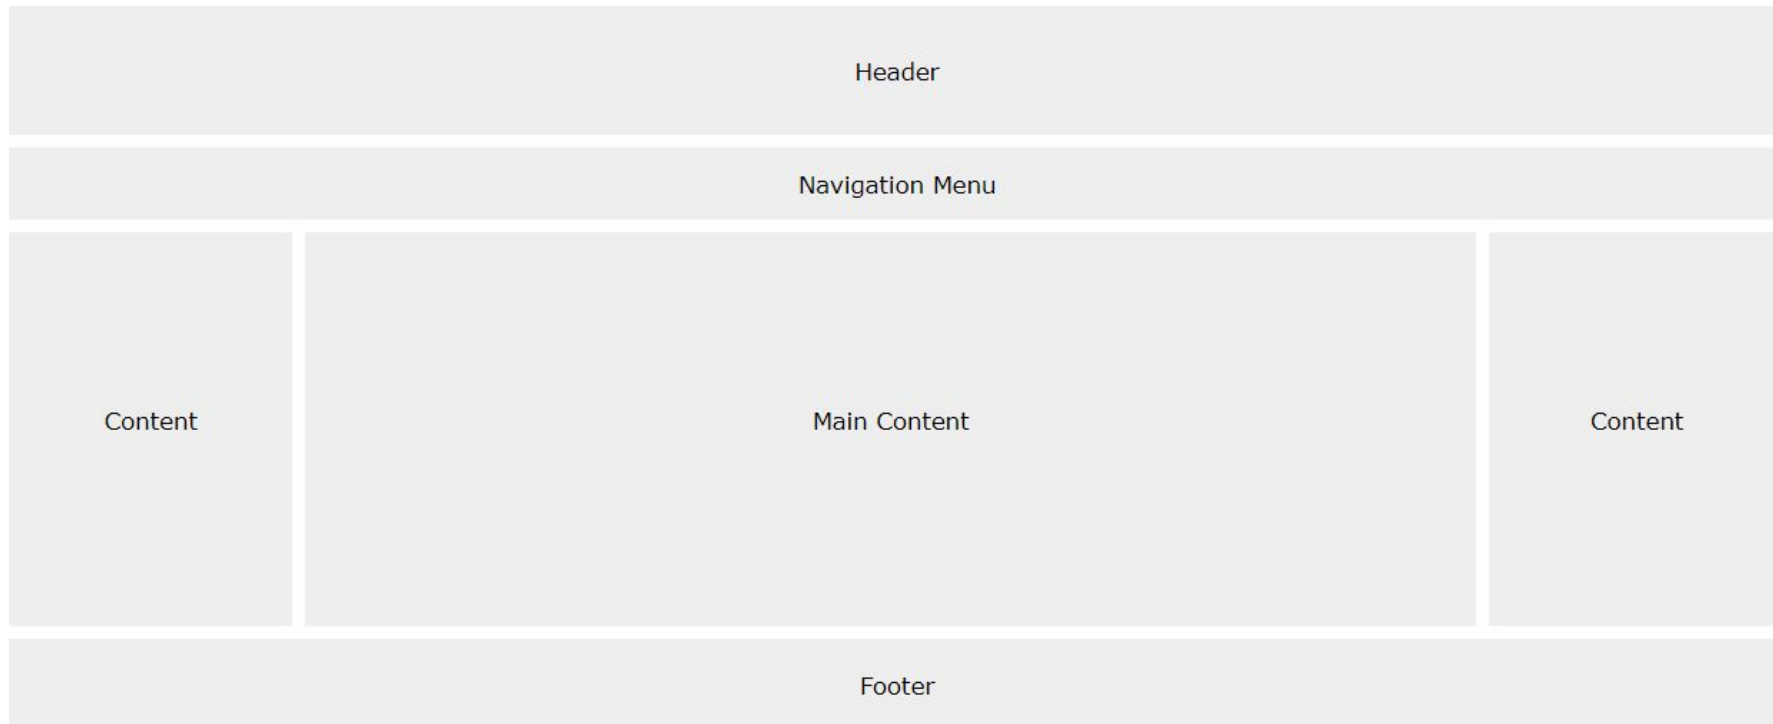 Header
Navigation Menu
Content
Main Content
Content
Footer